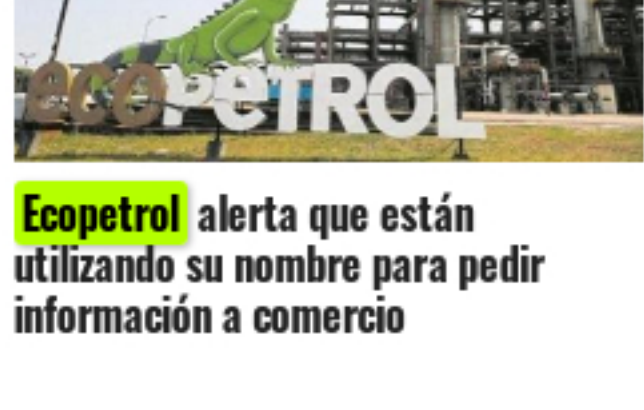 ecoPETROL
Ecopetrol alerta que están
utilizando su nombre para pedir
información a comercio